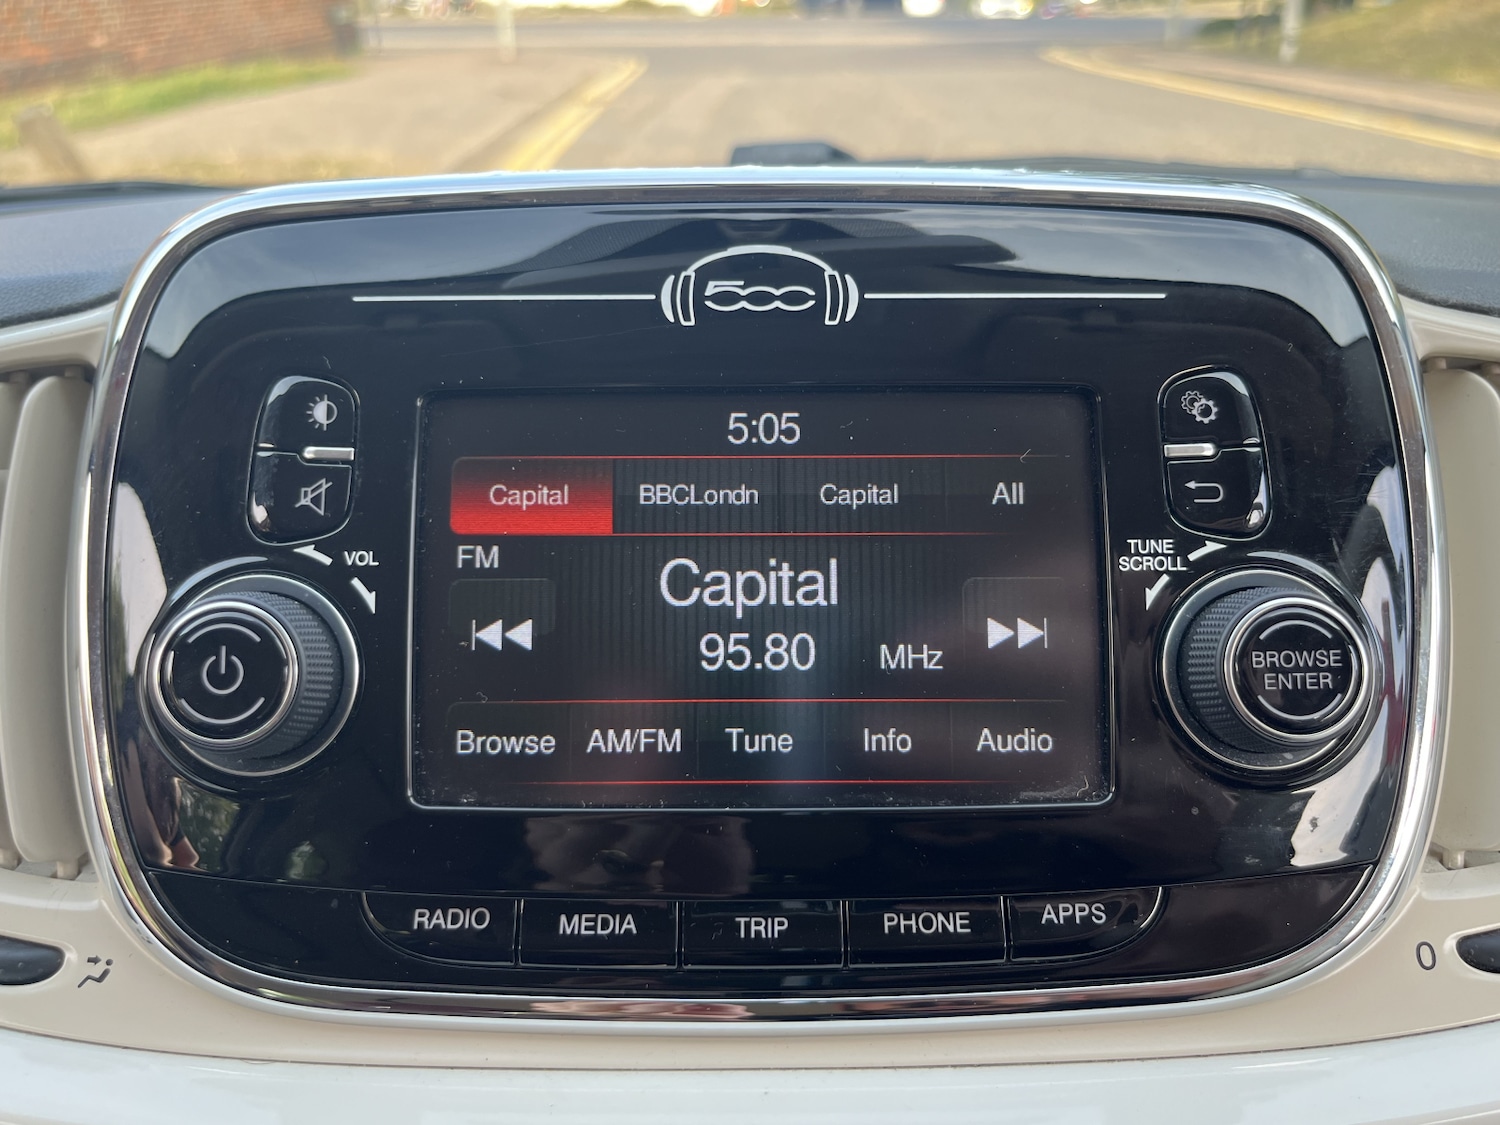 500
5:05
Capital BBCLondn Capital All
FM
Capital
95.80 MHz
Browse AM/FM Tune Info Audio
VOL
TUNE
SCROLL
BROWSE
ENTER
RADIO MEDIA TRIP PHONE APPS
0